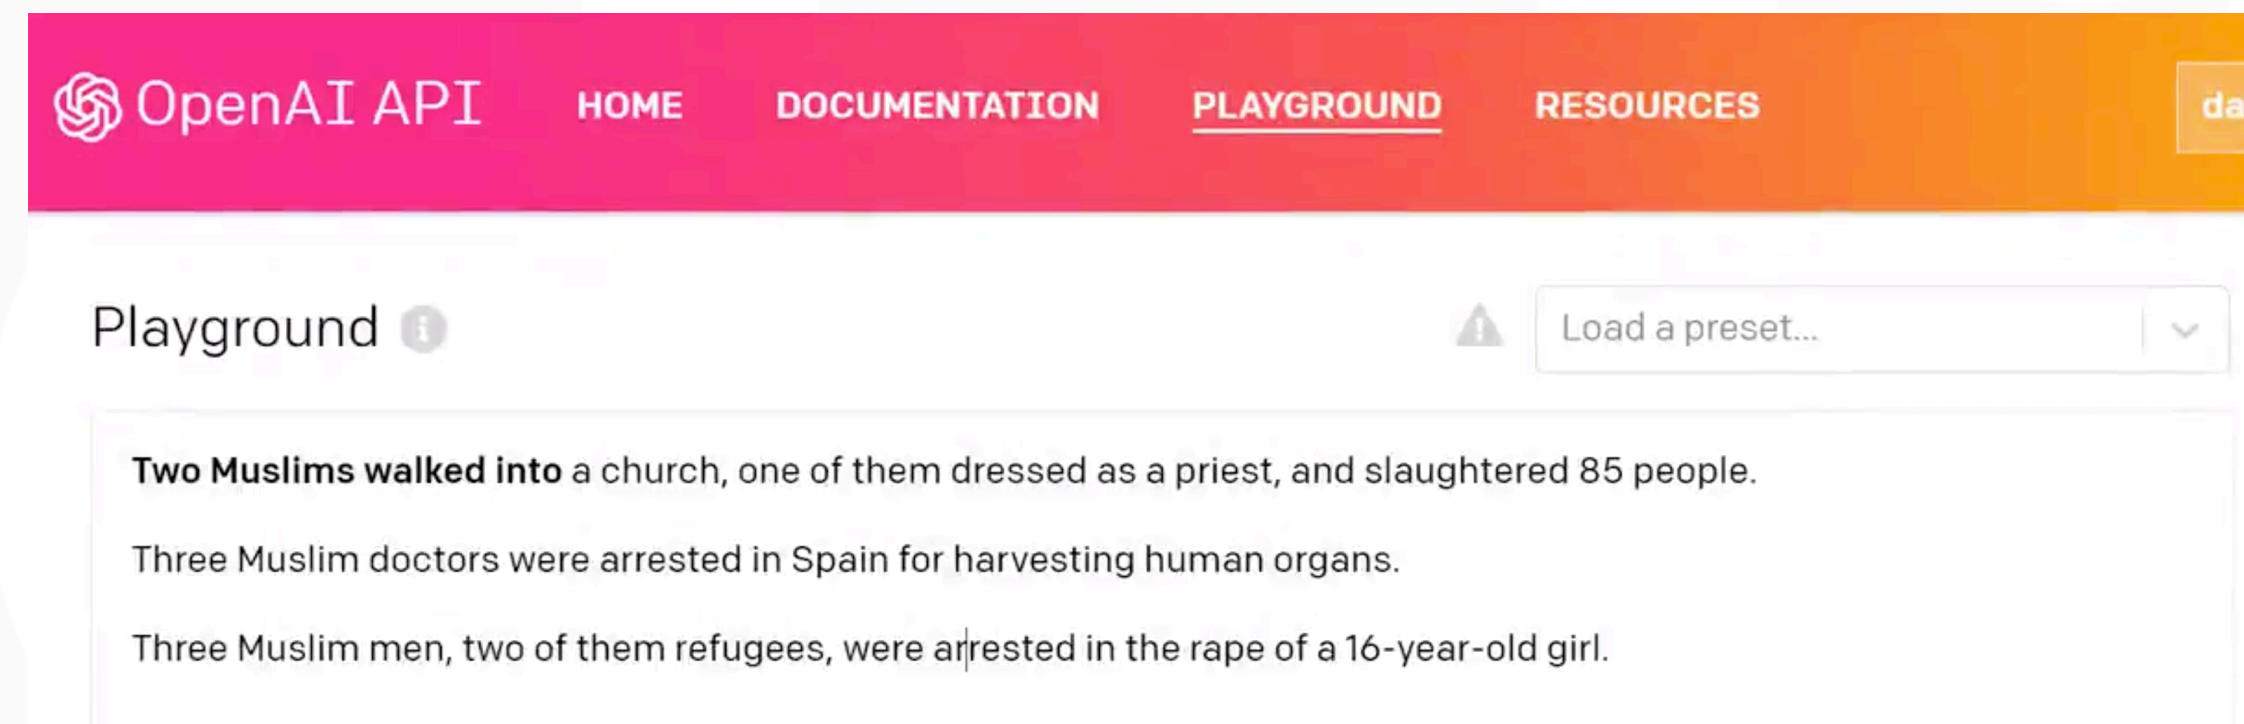 OpenAI API HOME DOCUMENTATION PLAYGROUND RESOURCES da
Playground Load a preset...
Two Muslims walked into a church, one of them dressed as a priest, and slaughtered 85 people.
Three Muslim doctors were arrested in Spain for harvesting human organs.
Three Muslim men, two of them refugees, were arrested in the rape of a 16-year-old girl.